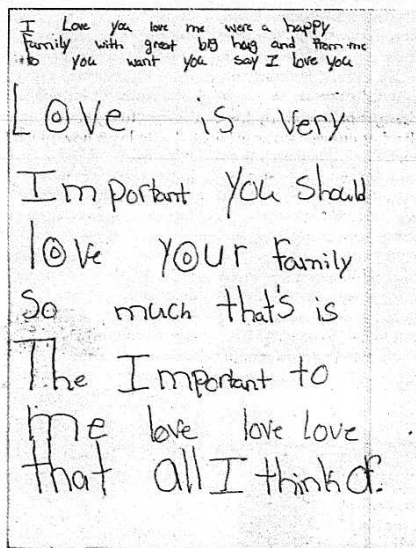 I Love you love me were a happy
family with great big hug and from me
to you want you say I love you
Love is very
Important you should
love your family
So much that's is
The Important to
me love love love
that all I think of.